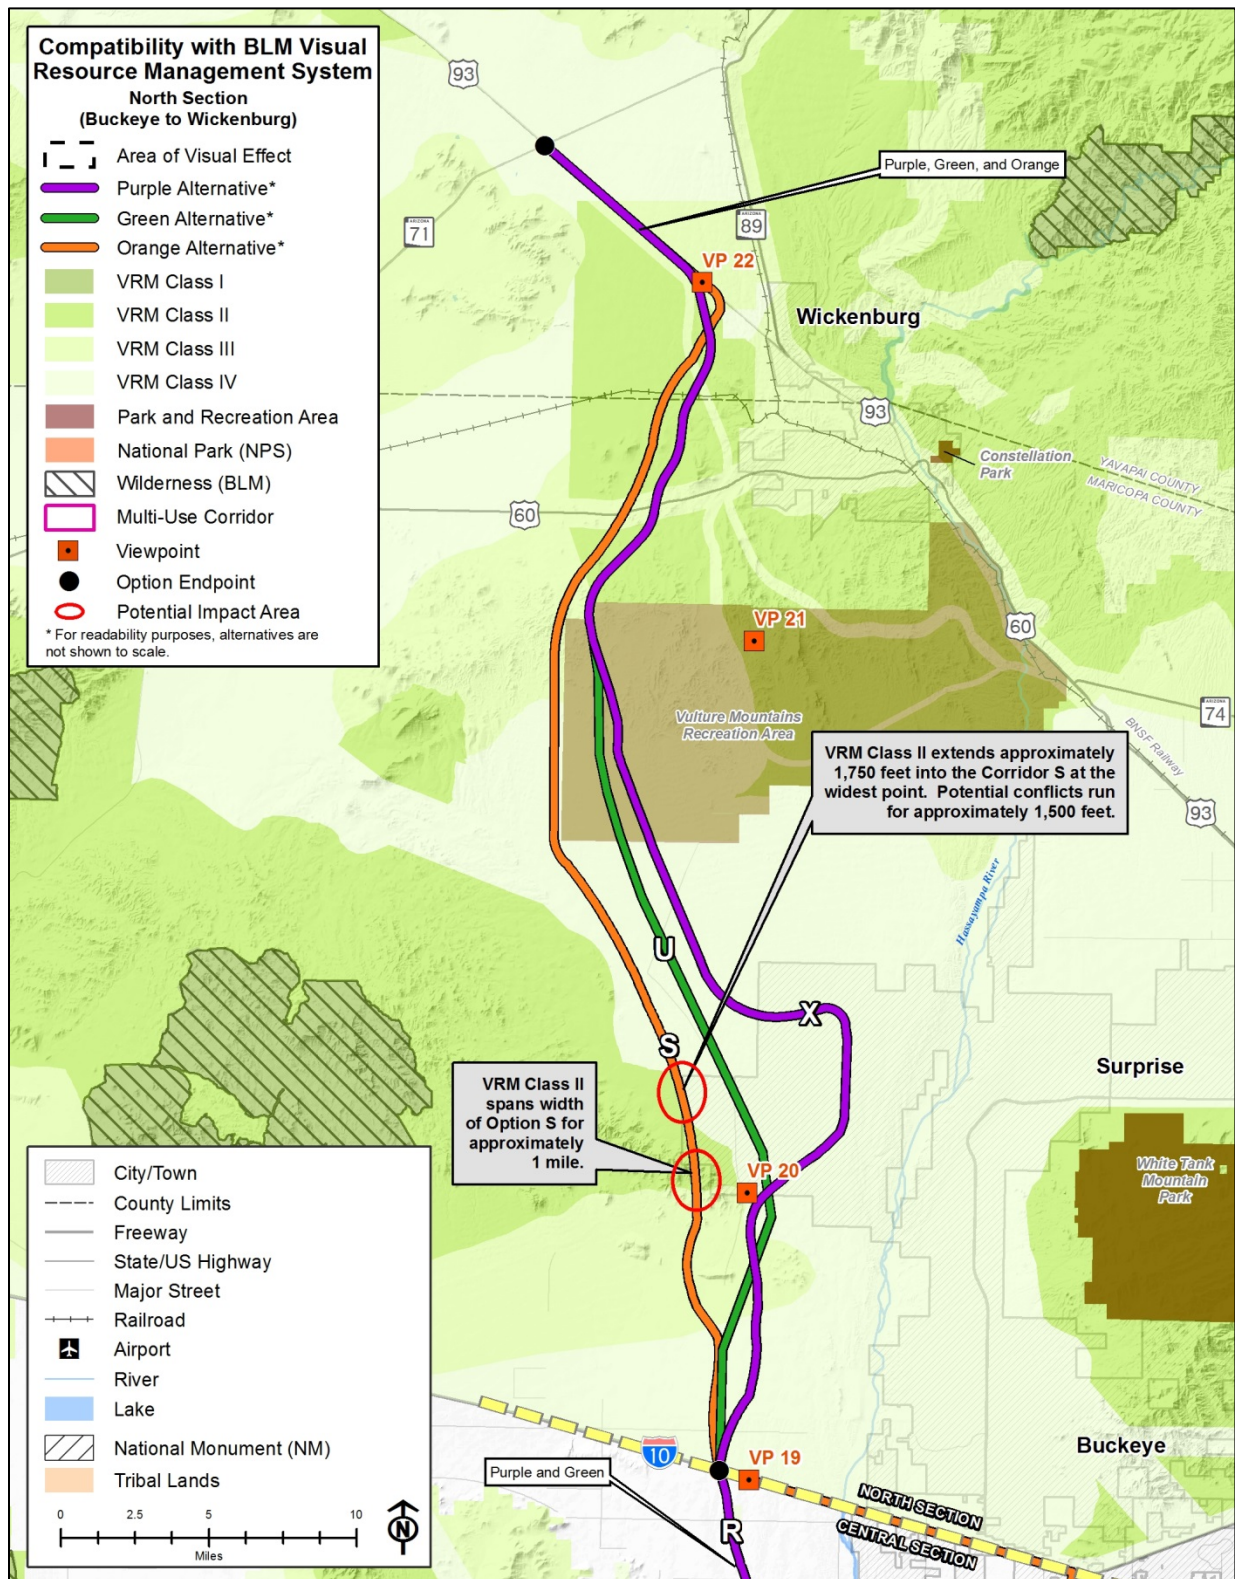 Compatibility with BLM Visual
Resource Management System
North Section
(Buckeye to Wickenburg)
Area of Visual Effect
Purple Alternative*
Green Alternative*
Orange Alternative*
VRM Class I
VRM Class II
VRM Class III
VRM Class IV
Park and Recreation Area
National Park (NPS)
Wilderness (BLM)
Multi-Use Corridor
Viewpoint
Option Endpoint
Potential Impact Area
* For readability purposes, alternatives are
not shown to scale.
93
Purple, Green, and Orange
ARIZONA
71
ARIZONA
89
VP 22
Wickenburg
93
Constellation
Park
YAVAPAI COUNTY
MARICOPA COUNTY
60
VP 21
60
Vulture Mountains
Recreation Area
ARIZONA
74
BNSF Railway
93
VRM Class II extends approximately
1,750 feet into the Corridor S at the
widest point. Potential conflicts run
for approximately 1,500 feet.
Hassayampa River
U
X
S
Surprise
VRM Class II
spans width
of Option S for
approximately
1 mile.
VP 20
White Tank
Mountain
Park
Buckeye
10
VP 19
Purple and Green
NORTH SECTION
CENTRAL SECTION
R
City/Town
County Limits
Freeway
State/US Highway
Major Street
Railroad
Airport
River
Lake
National Monument (NM)
Tribal Lands
0 2.5 5 10
Miles
N